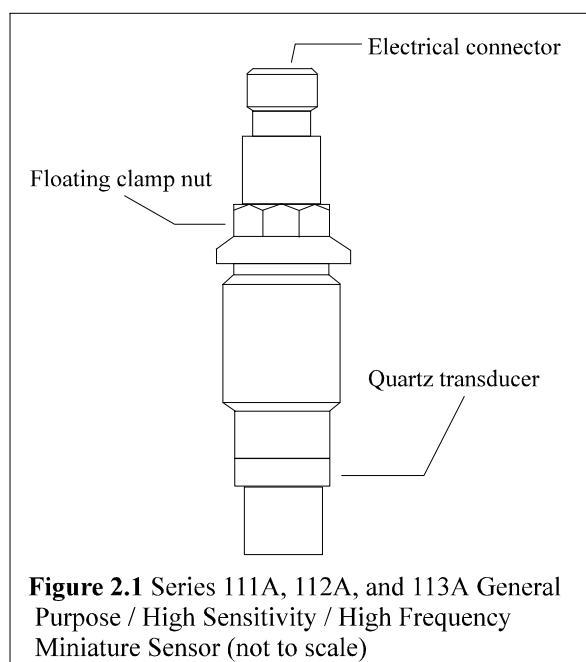 Electrical connector
Floating clamp nut
Quartz transducer
Figure 2.1 Series 111A, 112A, and 113A General
Purpose / High Sensitivity / High Frequency
Miniature Sensor (not to scale)